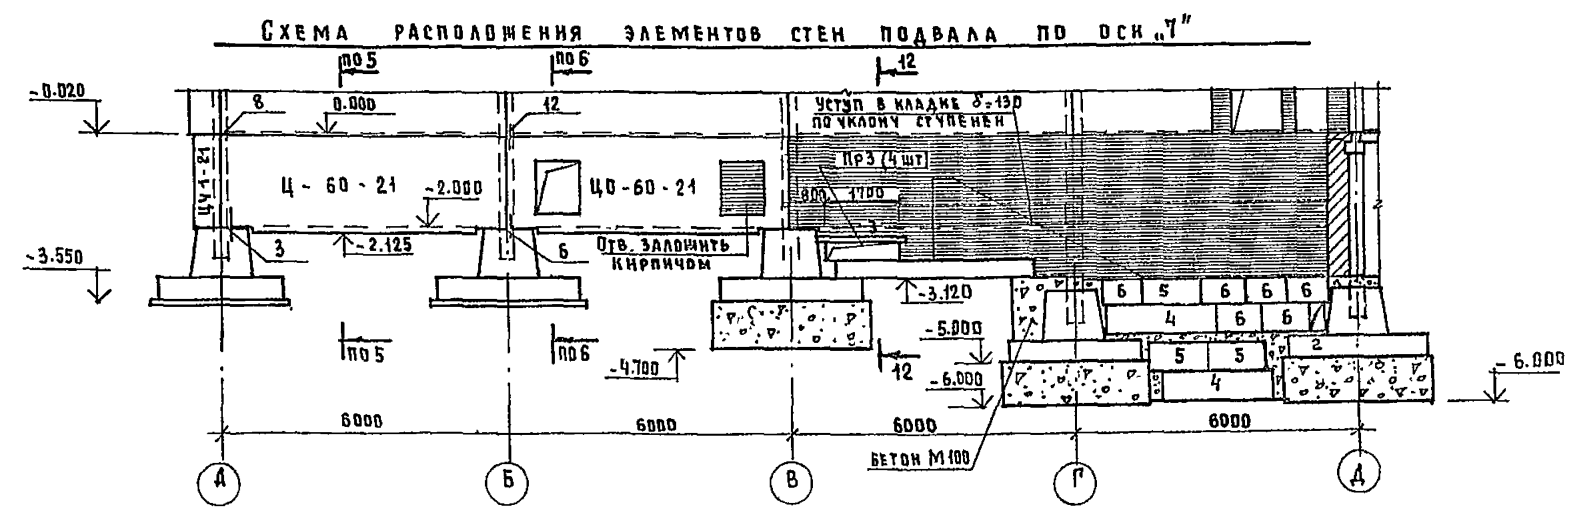 Схема расположения элементов стен подвала по оси „7”
по 5
по 6
12
-0.020
8
0.000
12
Уступ в кладке δ=130
по уклону ступеней
Пр3 (4 шт)
ЦУ1-21
Ц-60-21
-2.000
ЦО-60-21
800
1700
3
-2.125
6
Отв. заложить
кирпичом
-3.550
-3.120
6 5 6 6 6
4 6 6
-5.000
2
5 5
по 5
по 6
12
-4.700
-6.000
4
-6.000
6000
6000
6000
6000
Бетон М100
А
Б
В
Г
Д